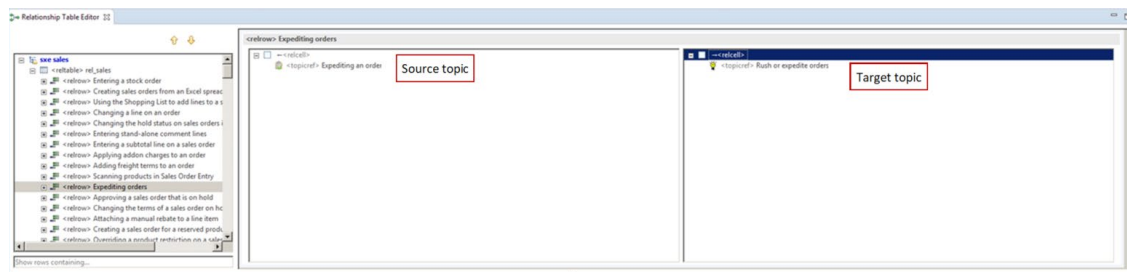 Relationship Table Editor
sxe sales
<reltable> rel_sales
<relrow> Entering a stock order
<relrow> Creating sales orders from an Excel spreac
<relrow> Using the Shopping List to add lines to a s
<relrow> Changing a line on an order
<relrow> Changing the hold status on sales orders i
<relrow> Entering stand-alone comment lines
<relrow> Entering a subtotal line on a sales order
<relrow> Applying addon charges to an order
<relrow> Adding freight terms to an order
<relrow> Scanning products in Sales Order Entry
<relrow> Expediting orders
<relrow> Approving a sales order that is on hold
<relrow> Changing the terms of a sales order on hc
<relrow> Attaching a manual rebate to a line item
<relrow> Creating a sales order for a reserved produ
<relrow> Overriding a product restriction on a sales
Show rows containing...
<relrow> Expediting orders
<relcell>
<topicref> Expediting an order
Source topic
<relcell>
<topicref> Rush or expedite orders
Target topic